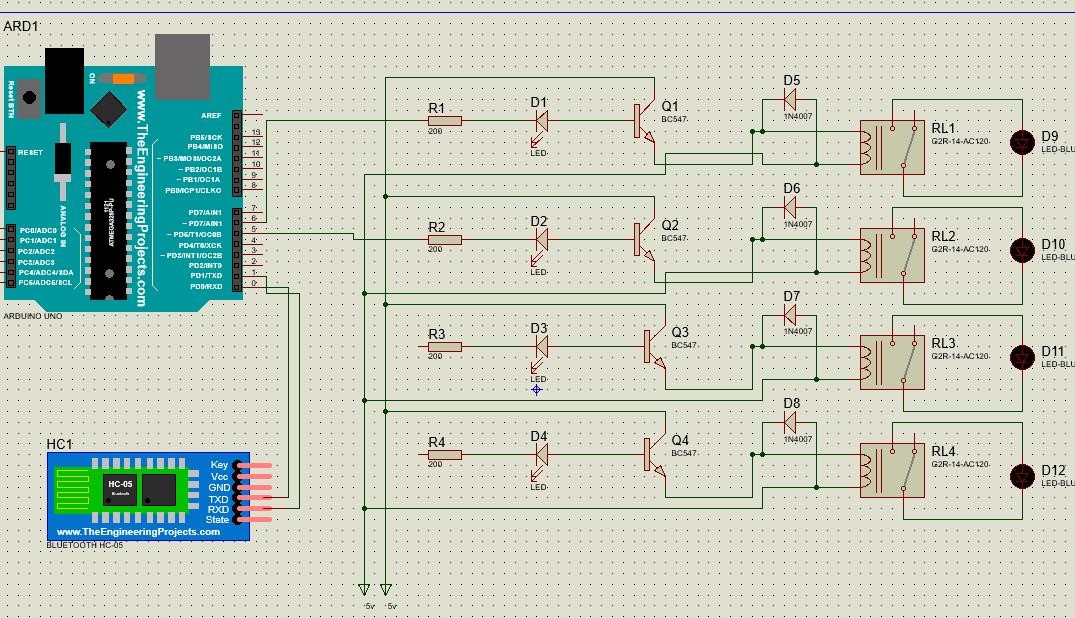 ARD1
Reset BTN
ON
www.TheEngineeringProjects.com
RESET
ANALOG IN
ATMEGA328P-PU
1121
AREF
PB5/SCK 13
PB4/MISO 12
~ PB3/MOSI/OC2A 11
~ PB2/OC1B 10
~ PB1/OC1A 9
PB0/ICP1/CLKO 8
PD7/AIN1 7
~ PD6/AIN1 6
~ PD5/T1/OC0B 5
PD4/T0/XCK 4
~ PD3/INT1/OC2B 3
PD2/INT0 2
PD1/TXD 1
PD0/RXD 0
PC0/ADC0
PC1/ADC1
PC2/ADC2
PC3/ADC3
PC4/ADC4/SDA
PC5/ADC5/SCL
ARDUINO UNO
HC1
HC-05
Bluetooth
Key
Vcc
GND
TXD
RXD
State
www.TheEngineeringProjects.com
BLUETOOTH HC-05
R1
200
D1
LED
Q1
BC547
D5
1N4007
RL1
G2R-14-AC120
D9
LED-BLU
R2
200
D2
LED
Q2
BC547
D6
1N4007
RL2
G2R-14-AC120
D10
LED-BLU
R3
200
D3
LED
Q3
BC547
D7
1N4007
RL3
G2R-14-AC120
D11
LED-BLU
R4
200
D4
LED
Q4
BC547
D8
1N4007
RL4
G2R-14-AC120
D12
LED-BLU
5v 5v